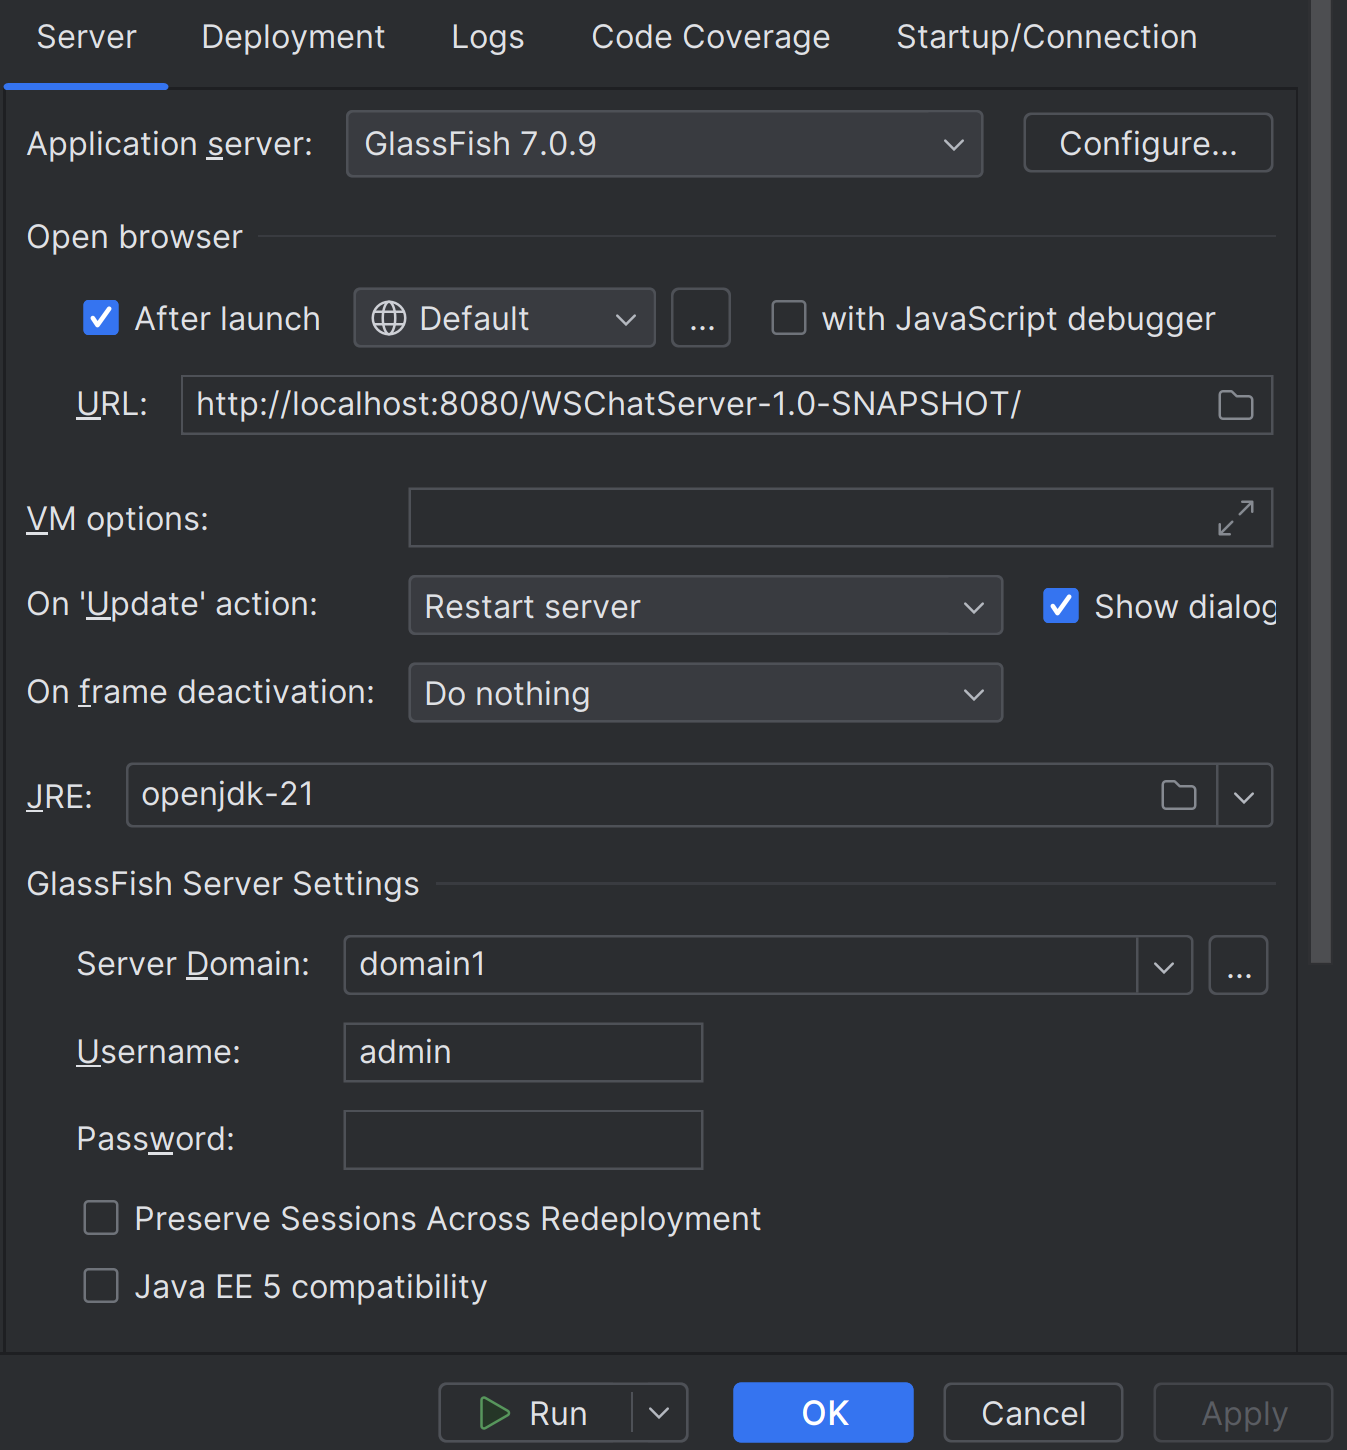 Server Deployment Logs Code Coverage Startup/Connection
Application server: GlassFish 7.0.9 Configure...
Open browser
After launch Default ... with JavaScript debugger
URL: http://localhost:8080/WSChatServer-1.0-SNAPSHOT/
VM options:
On 'Update' action: Restart server Show dialog
On frame deactivation: Do nothing
JRE: openjdk-21
GlassFish Server Settings
Server Domain: domain1 ...
Username: admin
Password:
Preserve Sessions Across Redeployment
Java EE 5 compatibility
Run OK Cancel Apply